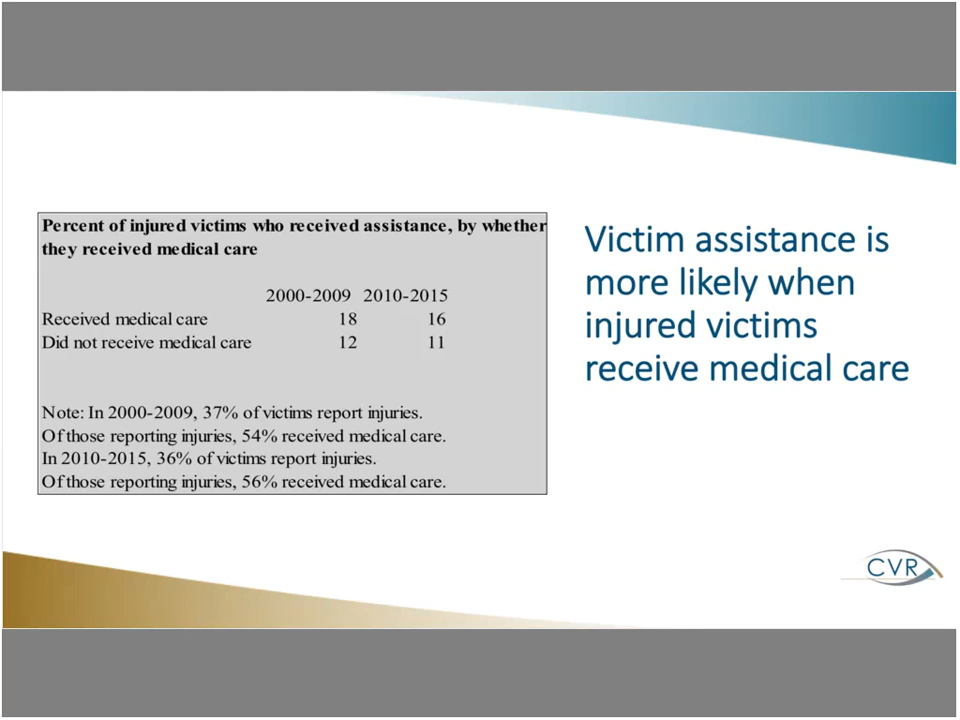 Percent of injured victims who received assistance, by whether
they received medical care
2000-2009 2010-2015
Received medical care 18 16
Did not receive medical care 12 11
Note: In 2000-2009, 37% of victims report injuries.
Of those reporting injuries, 54% received medical care.
In 2010-2015, 36% of victims report injuries.
Of those reporting injuries, 56% received medical care.
Victim assistance is
more likely when
injured victims
receive medical care
CVR